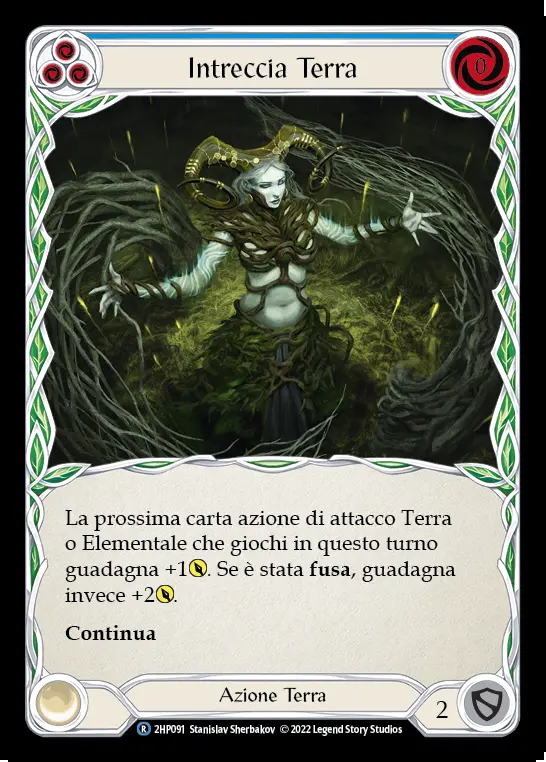 Intreccia Terra
0
La prossima carta azione di attacco Terra
o Elementale che giochi in questo turno
guadagna +1. Se è stata fusa, guadagna
invece +2.
Continua
Azione Terra
2
R 2HP091 Stanislav Sherbakov © 2022 Legend Story Studios